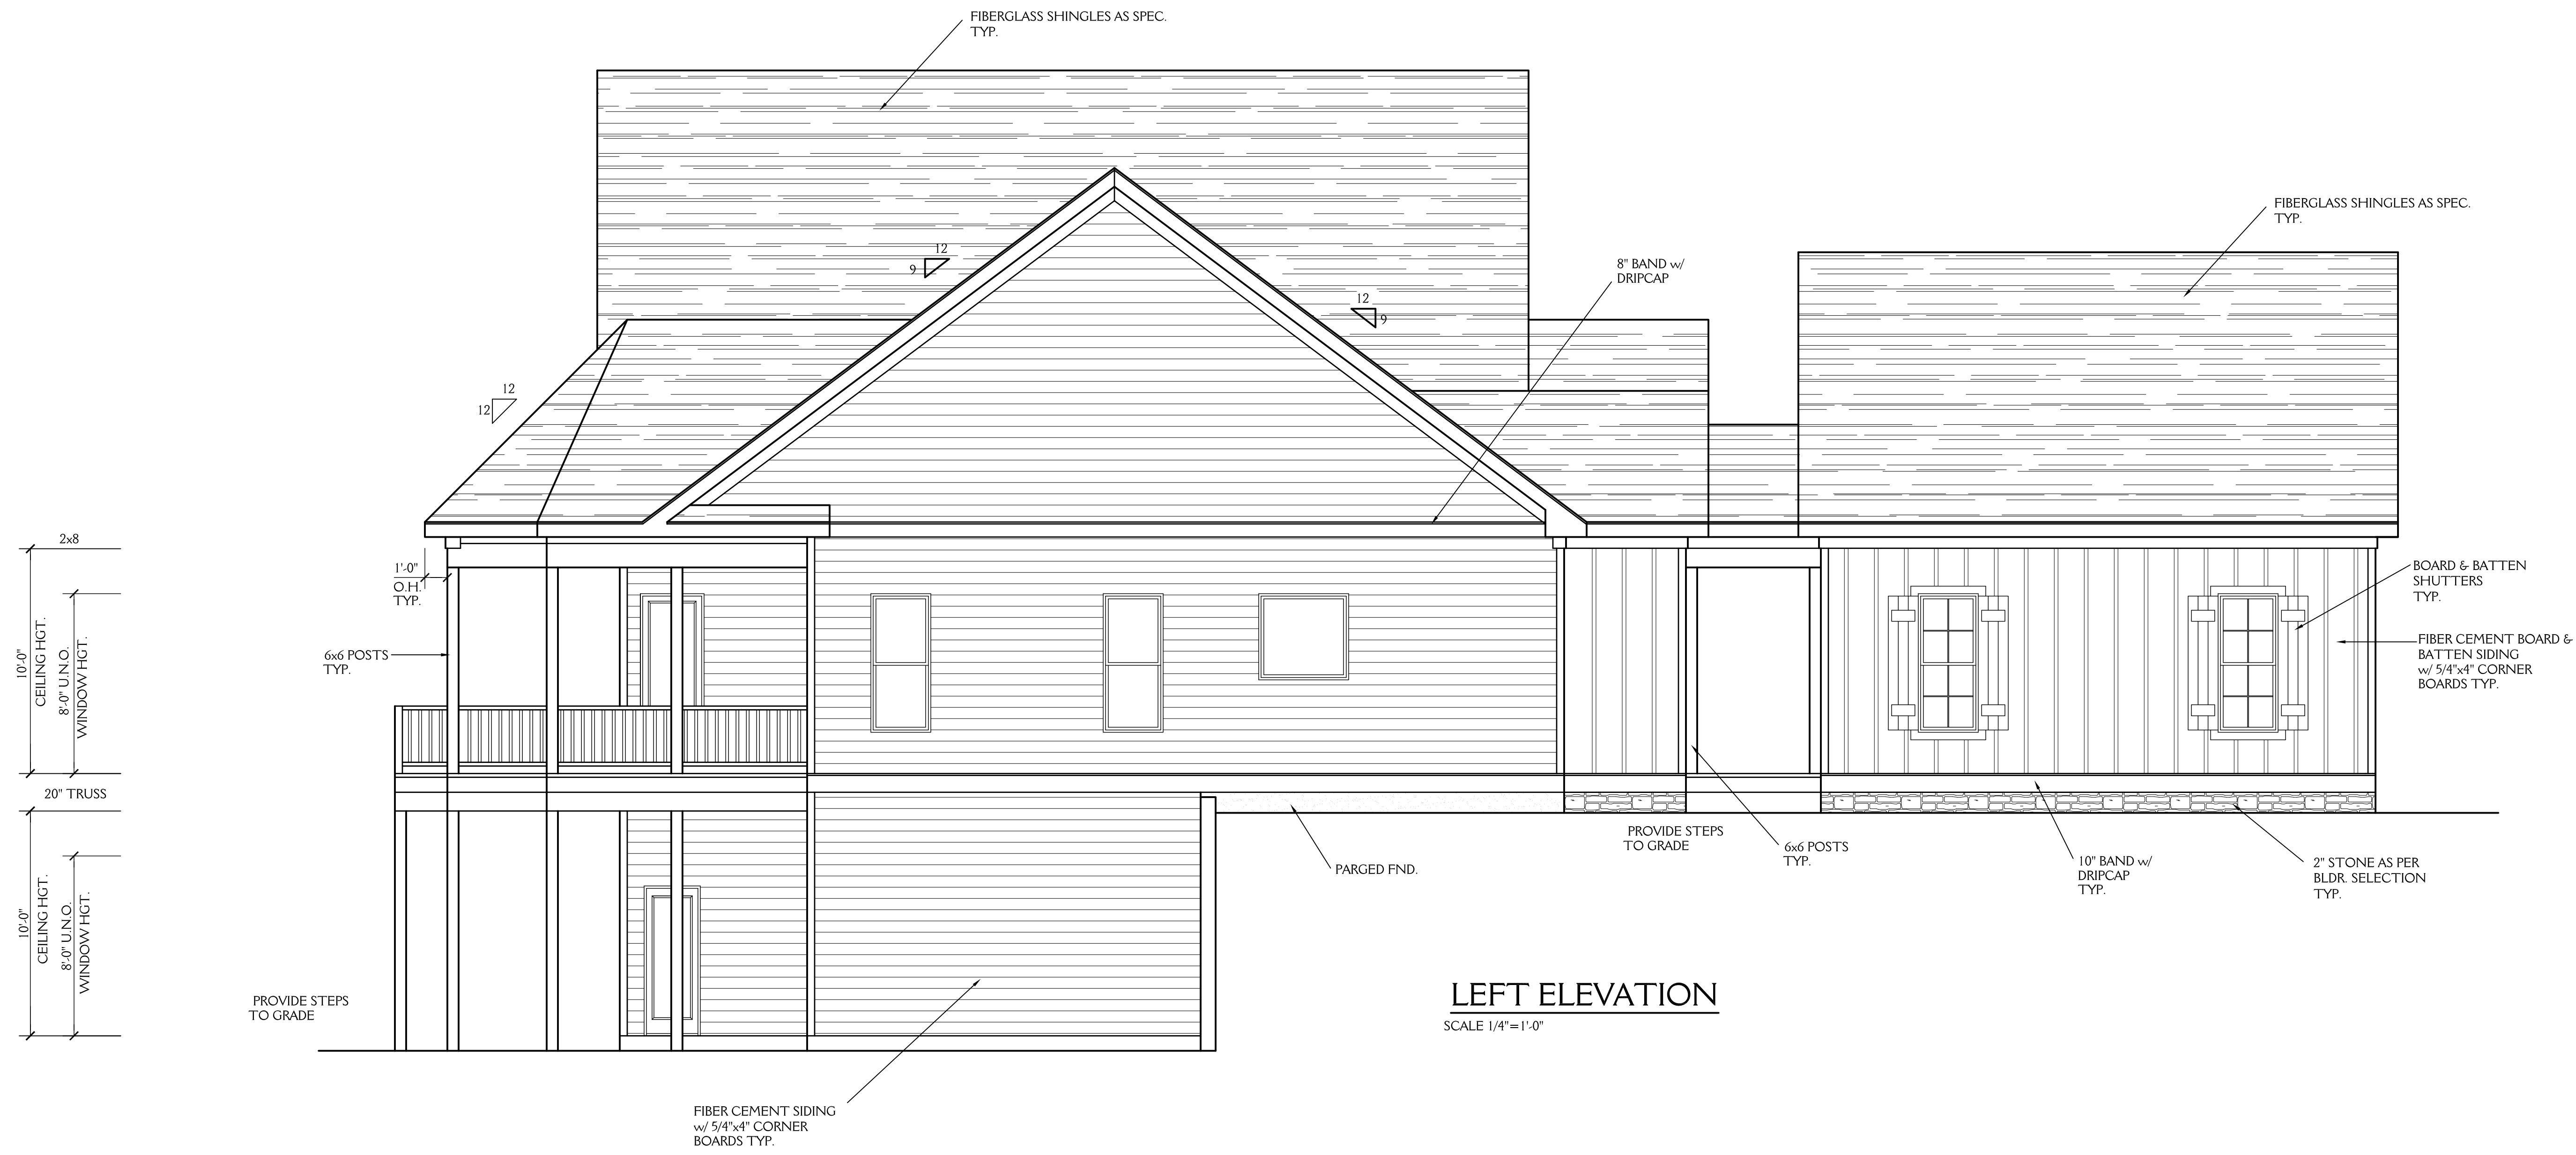 FIBERGLASS SHINGLES AS SPEC.
TYP.
FIBERGLASS SHINGLES AS SPEC.
TYP.
12
9
8" BAND w/
DRIPCAP
12
9
12
12
2x8
1'-0"
O.H.
TYP.
10'-0"
CEILING HGT.
8'-0" U.N.O.
WINDOW HGT.
6x6 POSTS
TYP.
BOARD & BATTEN
SHUTTERS
TYP.
FIBER CEMENT BOARD &
BATTEN SIDING
w/ 5/4"x4" CORNER
BOARDS TYP.
20" TRUSS
10'-0"
CEILING HGT.
8'-0" U.N.O.
WINDOW HGT.
PROVIDE STEPS
TO GRADE
PARGED FND.
PROVIDE STEPS
TO GRADE
6x6 POSTS
TYP.
10" BAND w/
DRIPCAP
TYP.
2" STONE AS PER
BLDR. SELECTION
TYP.
LEFT ELEVATION
SCALE 1/4"=1'-0"
FIBER CEMENT SIDING
w/ 5/4"x4" CORNER
BOARDS TYP.